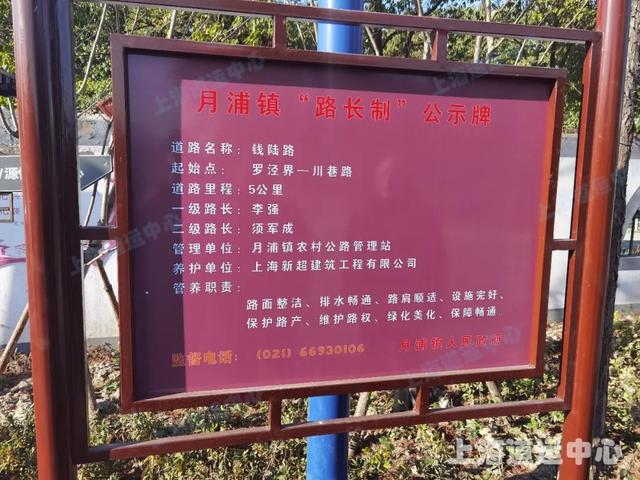 月浦镇“路长制”公示牌
道路名称： 钱陆路
起始点： 罗泾界—川巷路
道路里程： 5公里
一级路长： 李强
二级路长： 须军成
管理单位： 月浦镇农村公路管理站
养护单位： 上海新超建筑工程有限公司
管养职责：
路面整洁、排水畅通、路肩顺适、设施完好、
保护路产、维护路权、绿化美化、保障畅通。
监督电话： (021) 66930106
月浦镇人民政府